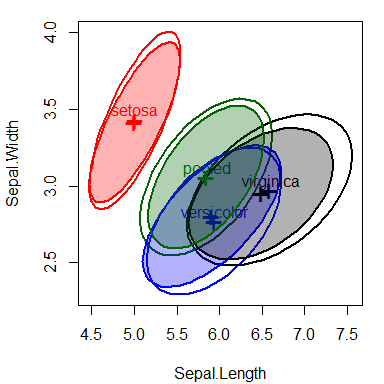 4.0
3.5
3.0
2.5
Sepal.Width
setosa
pooled
virginica
versicolor
4.5 5.0 5.5 6.0 6.5 7.0 7.5
Sepal.Length